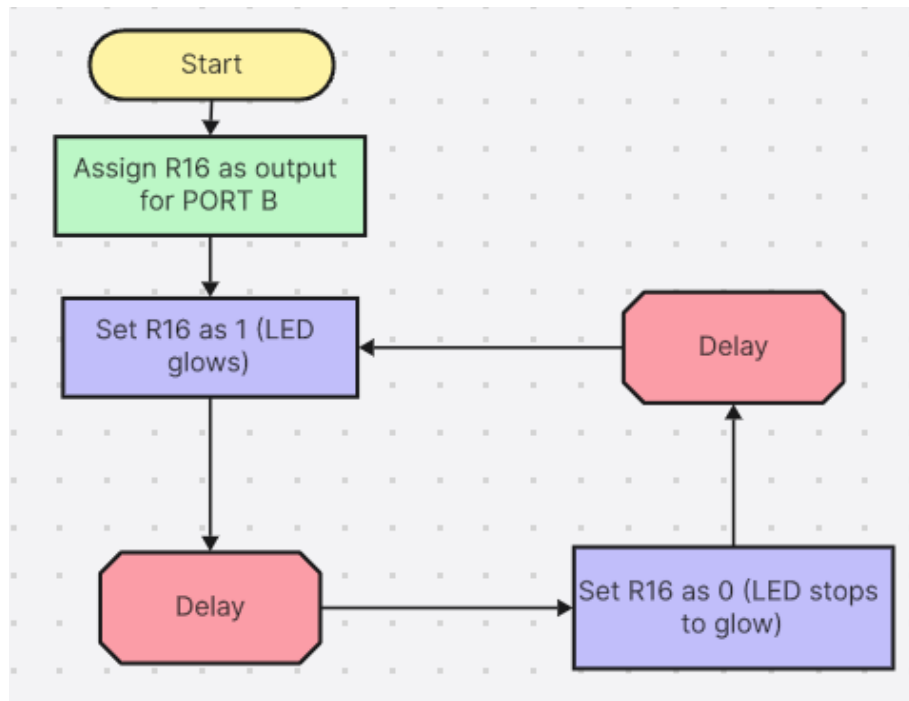 Start
Assign R16 as output
for PORT B
Set R16 as 1 (LED
glows)
Delay
Delay
Set R16 as 0 (LED stops
to glow)